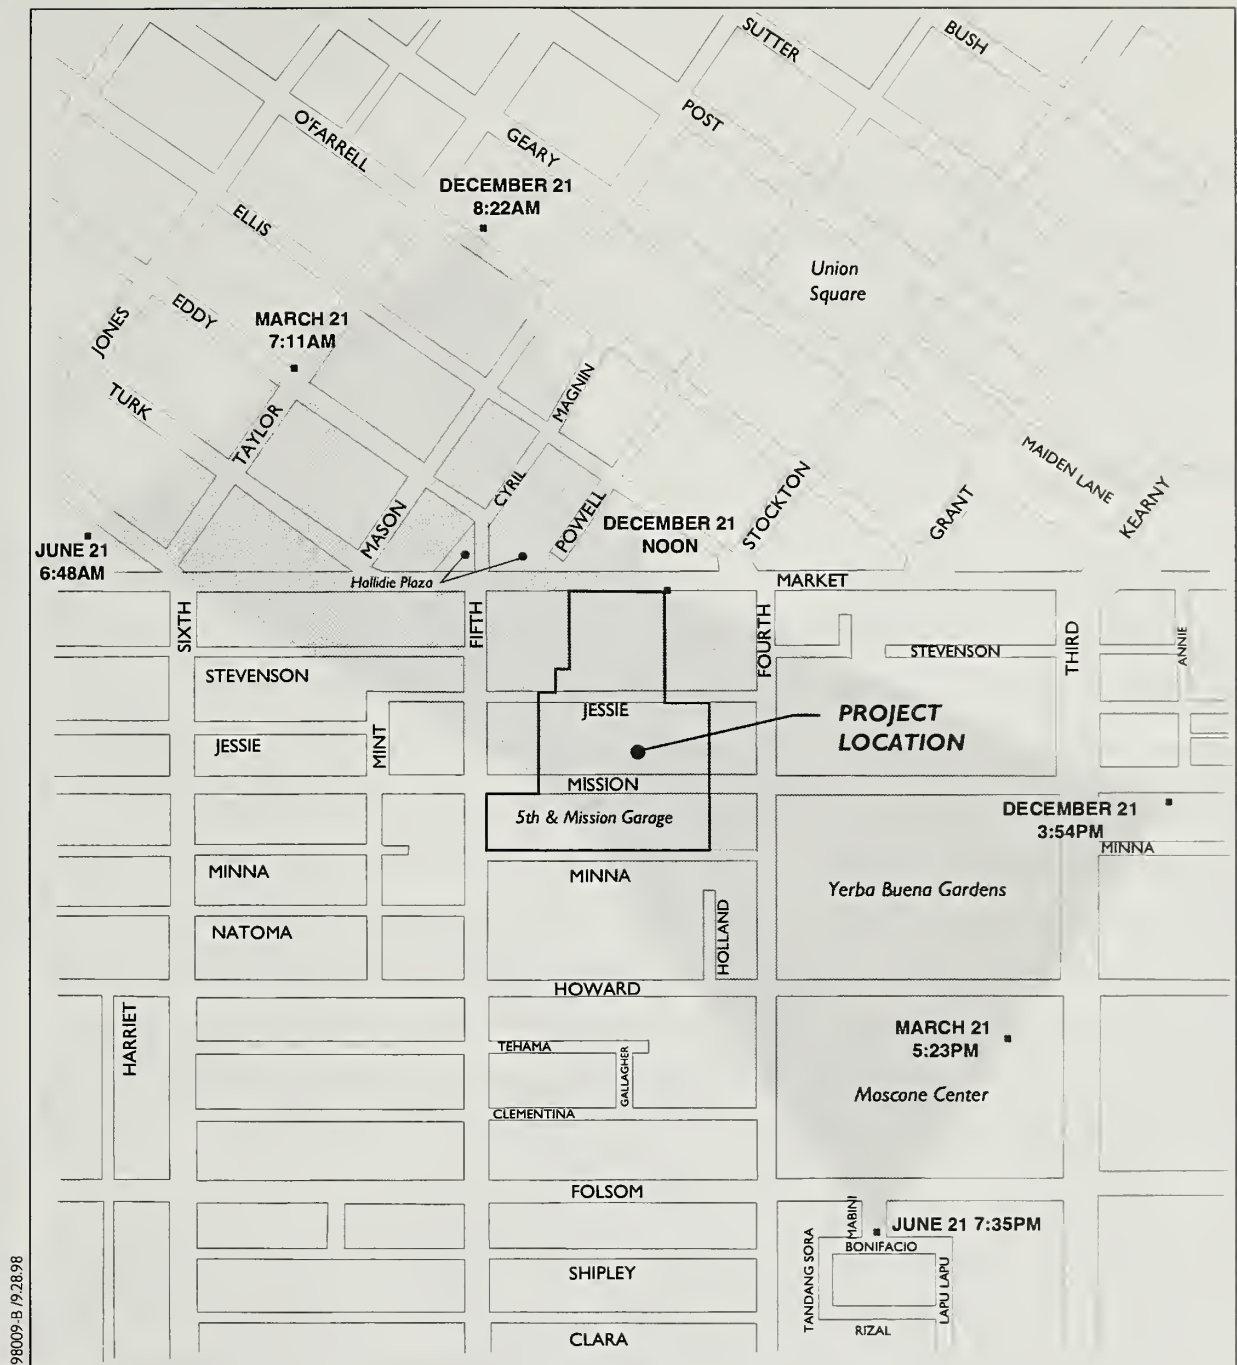 SUTTER
BUSH
POST
O'FARRELL
GEARY
DECEMBER 21
8:22AM
ELLIS
Union
Square
EDDY
JONES
MARCH 21
7:11AM
TURK
TAYLOR
MAGNIN
CYRIL
MAIDEN LANE
MASON
POWELL
DECEMBER 21
NOON
STOCKTON
GRANT
KEARNY
JUNE 21
6:48AM
Hallidie Plaza
MARKET
SIXTH
FIFTH
FOURTH
THIRD
ANNIE
STEVENSON
STEVENSON
JESSIE
PROJECT
LOCATION
JESSIE
MINT
MISSION
5th & Mission Garage
DECEMBER 21
3:54PM
MINNA
MINNA
MINNA
Yerba Buena Gardens
NATOMA
HOLLAND
HOWARD
HARRIET
MARCH 21
5:23PM
TEHAMA
GALLAGHER
Moscone Center
CLEMENTINA
FOLSOM
MABINI
JUNE 21 7:35PM
BONIFACIO
TANDANG SORA
LAPU LAPU
SHIPLEY
RIZAL
CLARA
98009-B /9.28.98